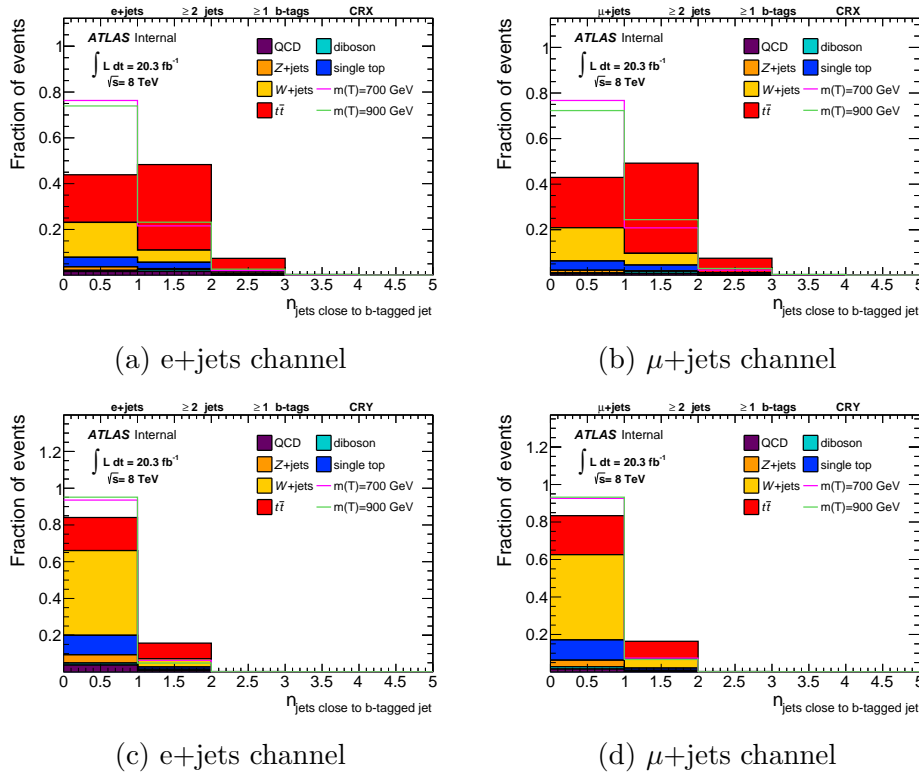 e+jets ≥ 2 jets ≥ 1 b-tags CRX
ATLAS Internal
∫ L dt = 20.3 fb⁻¹
√s= 8 TeV
QCD
Z+jets
W+jets
tt̄
diboson
single top
m(T)=700 GeV
m(T)=900 GeV
Fraction of events
1
0.8
0.6
0.4
0.2
0 0.5 1 1.5 2 2.5 3 3.5 4 4.5 5
n_jets close to b-tagged jet
(a) e+jets channel
μ+jets ≥ 2 jets ≥ 1 b-tags CRX
ATLAS Internal
∫ L dt = 20.3 fb⁻¹
√s= 8 TeV
QCD
Z+jets
W+jets
tt̄
diboson
single top
m(T)=700 GeV
m(T)=900 GeV
Fraction of events
1
0.8
0.6
0.4
0.2
0 0.5 1 1.5 2 2.5 3 3.5 4 4.5 5
n_jets close to b-tagged jet
(b) μ+jets channel
e+jets ≥ 2 jets ≥ 1 b-tags CRY
ATLAS Internal
∫ L dt = 20.3 fb⁻¹
√s= 8 TeV
QCD
Z+jets
W+jets
tt̄
diboson
single top
m(T)=700 GeV
m(T)=900 GeV
Fraction of events
1.2
1
0.8
0.6
0.4
0.2
0 0.5 1 1.5 2 2.5 3 3.5 4 4.5 5
n_jets close to b-tagged jet
(c) e+jets channel
μ+jets ≥ 2 jets ≥ 1 b-tags CRY
ATLAS Internal
∫ L dt = 20.3 fb⁻¹
√s= 8 TeV
QCD
Z+jets
W+jets
tt̄
diboson
single top
m(T)=700 GeV
m(T)=900 GeV
Fraction of events
1.2
1
0.8
0.6
0.4
0.2
0 0.5 1 1.5 2 2.5 3 3.5 4 4.5 5
n_jets close to b-tagged jet
(d) μ+jets channel